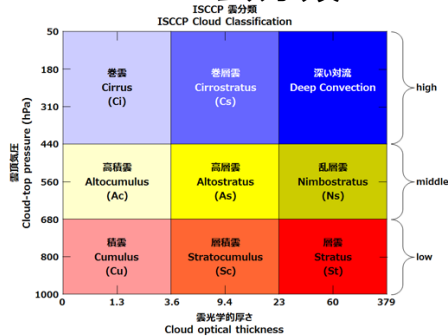 ISCCP 雲分類
ISCCP Cloud Classification
50
180
310
440
560
680
800
1000
雲頂気圧
Cloud-top pressure (hPa)
巻雲
Cirrus
(Ci)
巻層雲
Cirrostratus
(Cs)
深い対流
Deep Convection
high
高積雲
Altocumulus
(Ac)
高層雲
Altostratus
(As)
乱層雲
Nimbostratus
(Ns)
middle
積雲
Cumulus
(Cu)
層積雲
Stratocumulus
(Sc)
層雲
Stratus
(St)
low
0
1.3
3.6
9.4
23
60
379
雲光学的厚さ
Cloud optical thickness